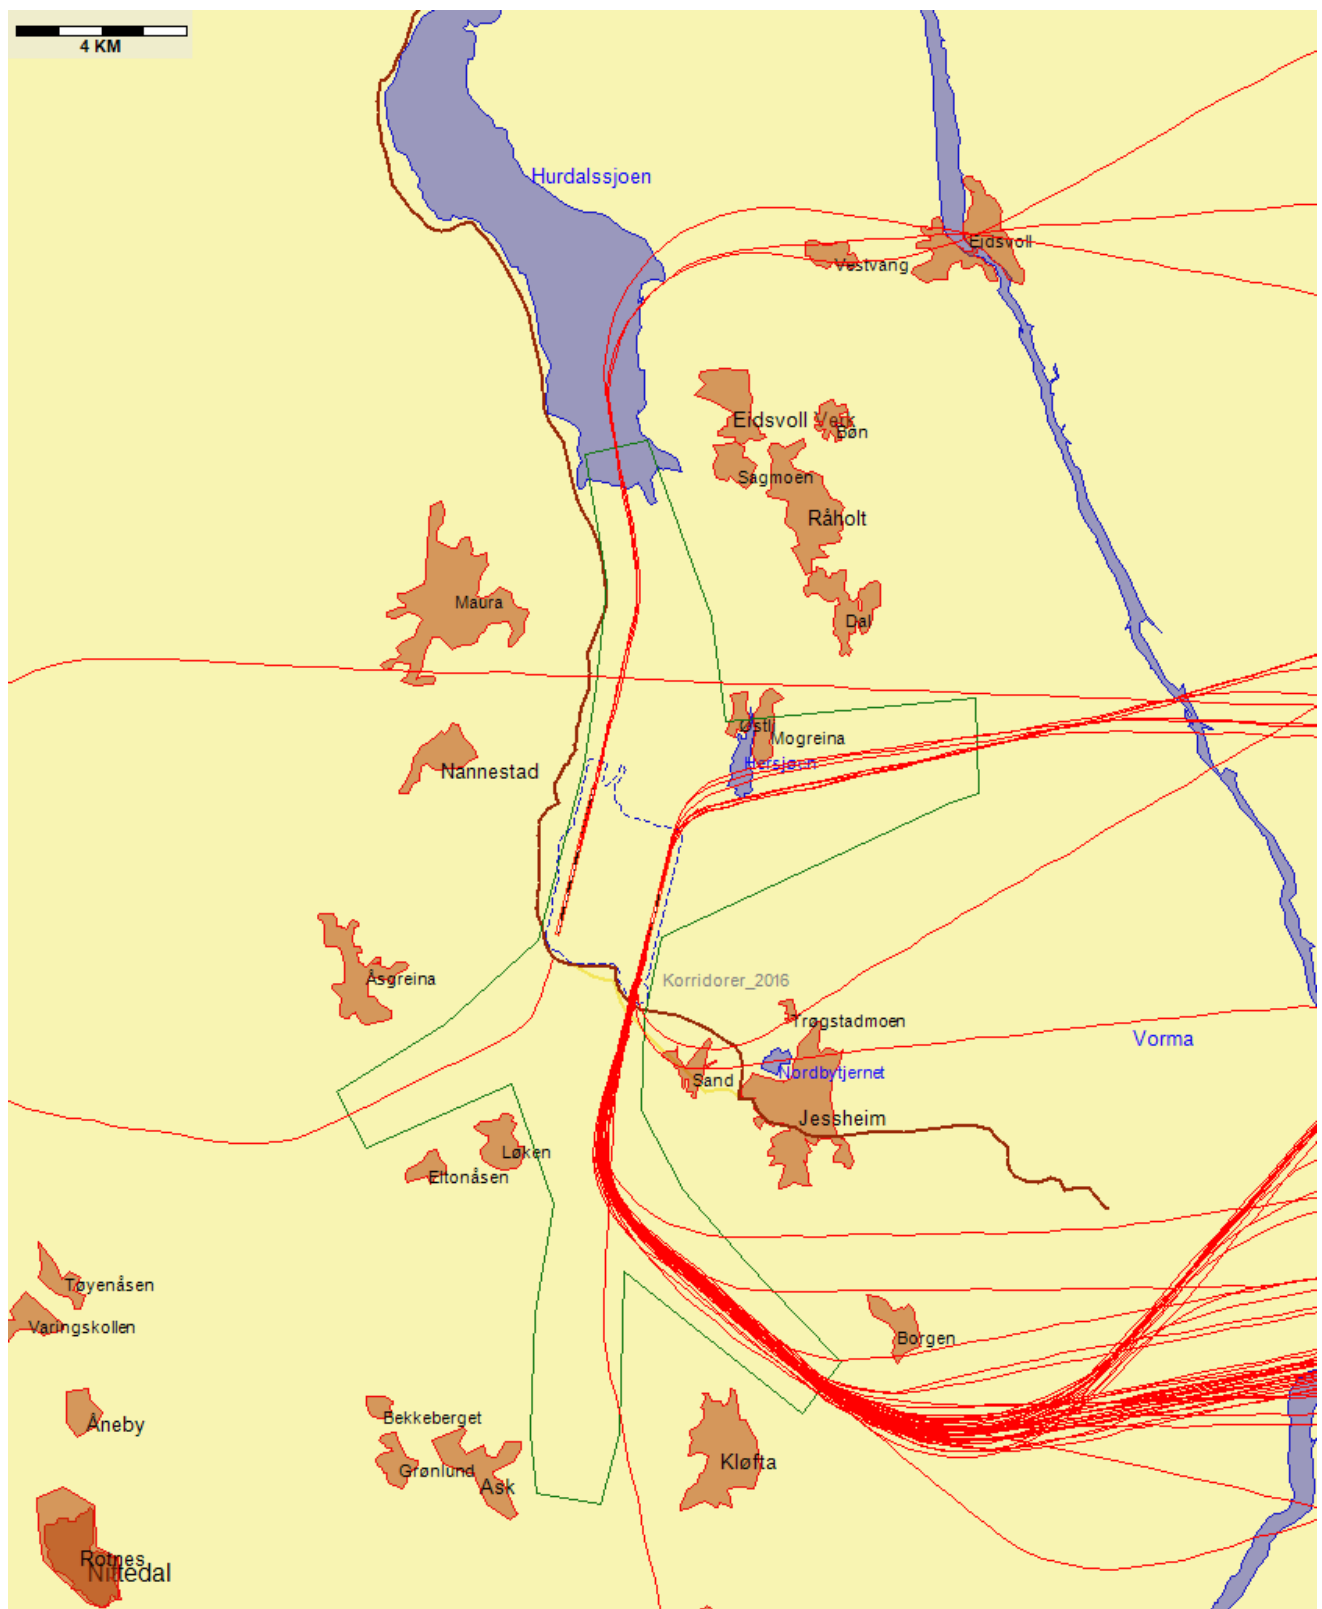 4 KM
Hurdalssjoen
Eidsvoll
Vestvang
Eidsvoll Verk
Bøn
Sagmoen
Råholt
Maura
Dal
Østli
Mogreina
Hersjøen
Nannestad
Åsgreina
Korridorer_2016
Trøgstadmoen
Vorma
Nordbytjernet
Sand
Jessheim
Løken
Eltonåsen
Tøyenåsen
Varingskollen
Borgen
Bekkeberget
Åneby
Kløfta
Grønlund
Ask
Rotnes
Nittedal